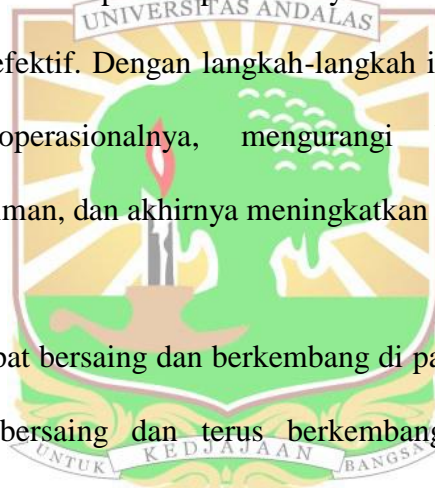 UNIVERSITAS ANDALAS
efektif. Dengan langkah-langkah i
operasionalnya, mengurangi
iman, dan akhirnya meningkatkan
pat bersaing dan berkembang di pa
bersaing dan terus berkembang
UNTUK KEDJAJAAN BANGSA